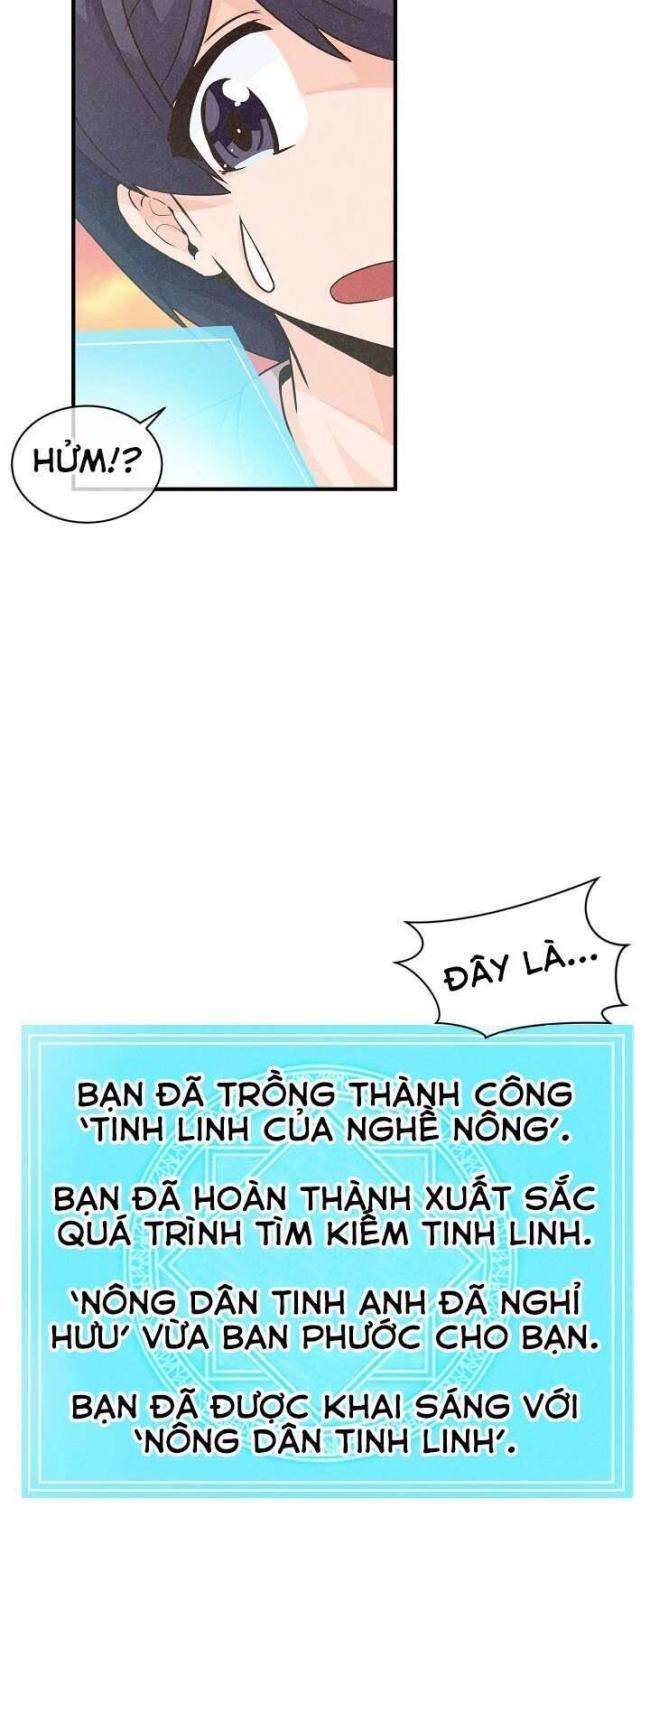 HỬM!?
ĐÂY LÀ...
BẠN ĐÃ TRỒNG THÀNH CÔNG
'TINH LINH CỦA NGHỀ NÔNG'.
BẠN ĐÃ HOÀN THÀNH XUẤT SẮC
QUÁ TRÌNH TÌM KIẾM TINH LINH.
'NÔNG DÂN TINH ANH ĐÃ NGHỈ
HƯU' VỪA BAN PHƯỚC CHO BẠN.
BẠN ĐÃ ĐƯỢC KHAI SÁNG VỚI
'NÔNG DÂN TINH LINH'.